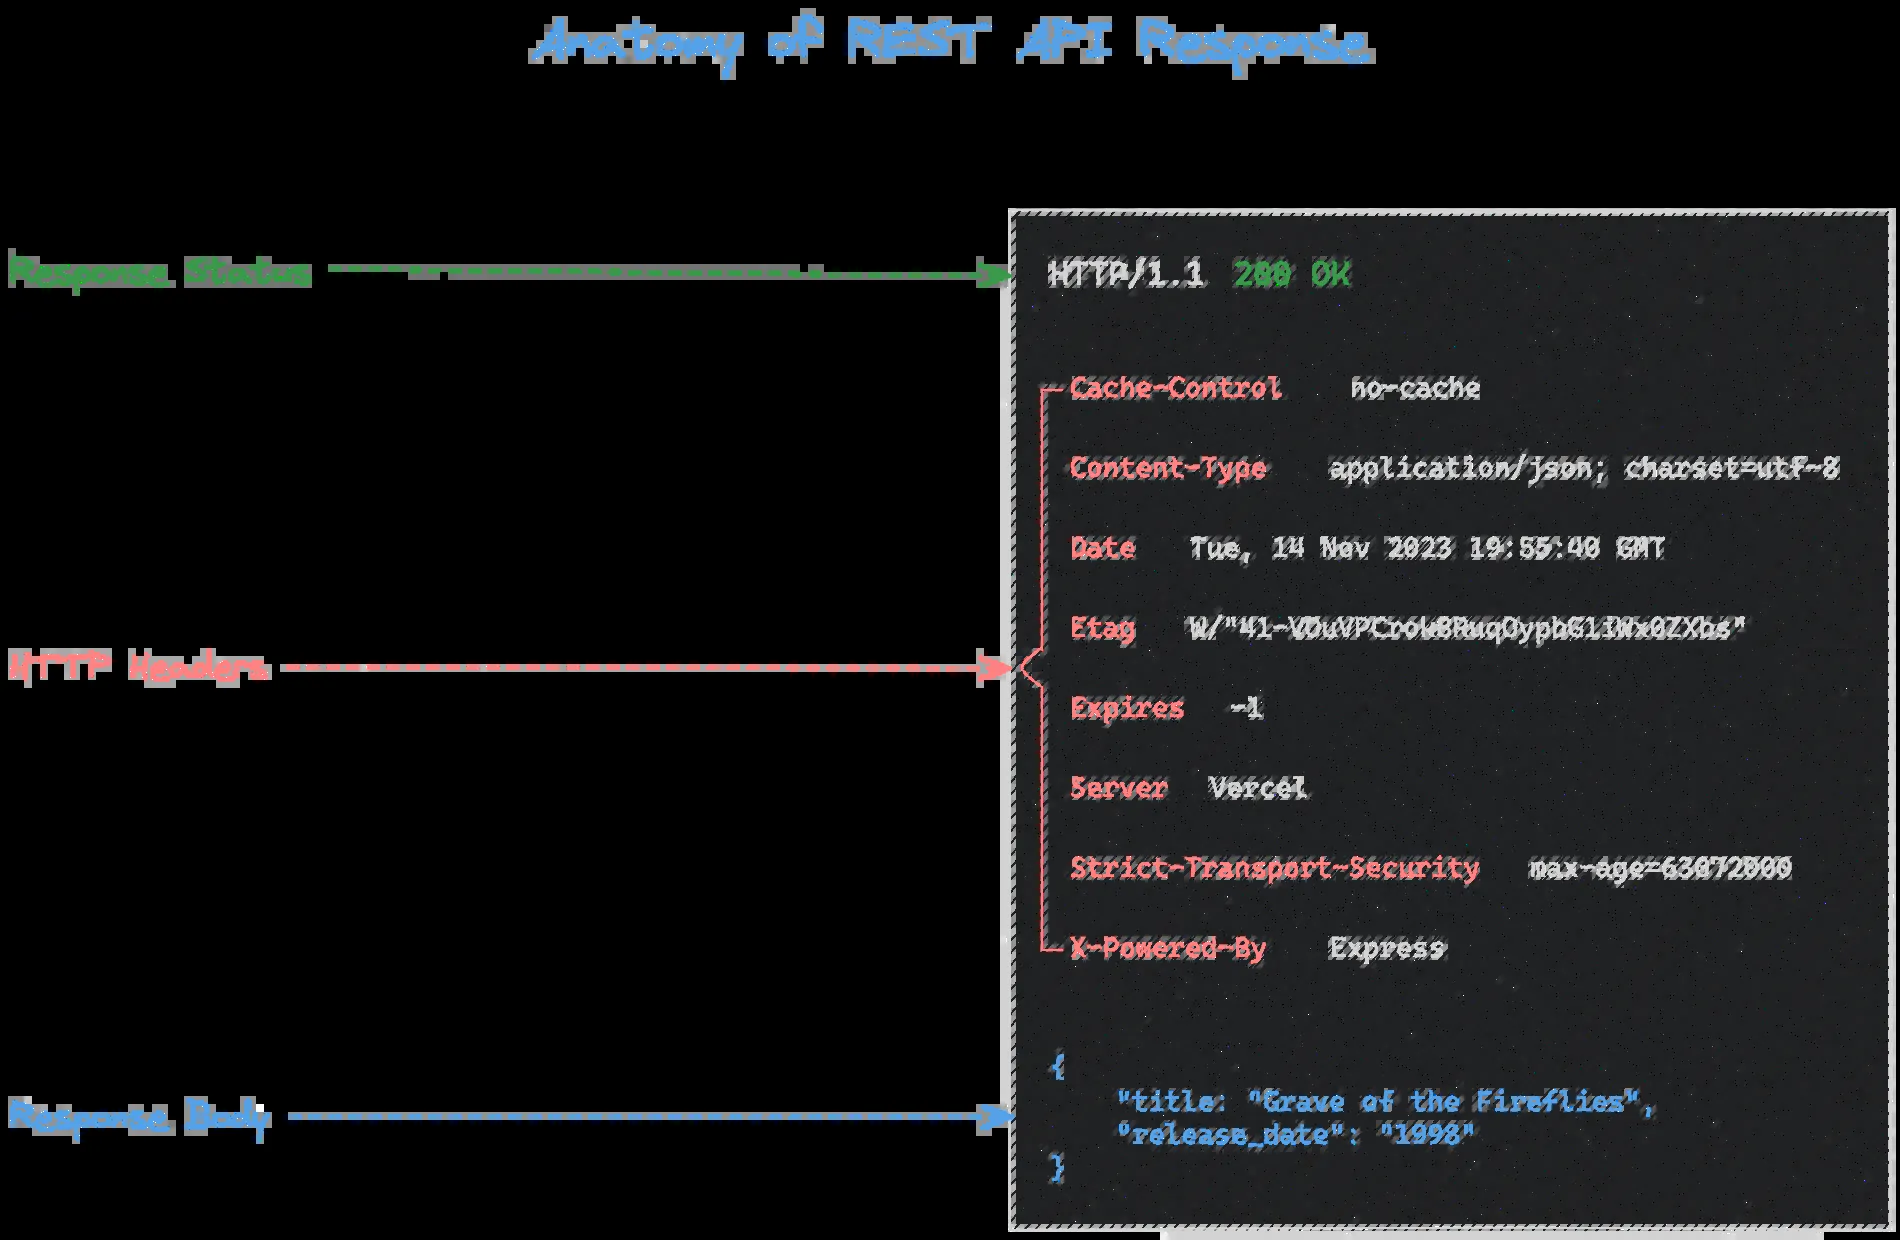 Anatomy of REST API Response
Response Status
HTTP/1.1 200 OK
HTTP Headers
Cache-Control no-cache
Content-Type application/json; charset=utf-8
Date Tue, 14 Nov 2023 19:55:40 GMT
Etag
Expires -1
Server Vercel
Strict-Transport-Security max-age=63072000
X-Powered-By Express
Response Body
{
"title: "Grave of the Fireflies",
"release_date": "1998"
}